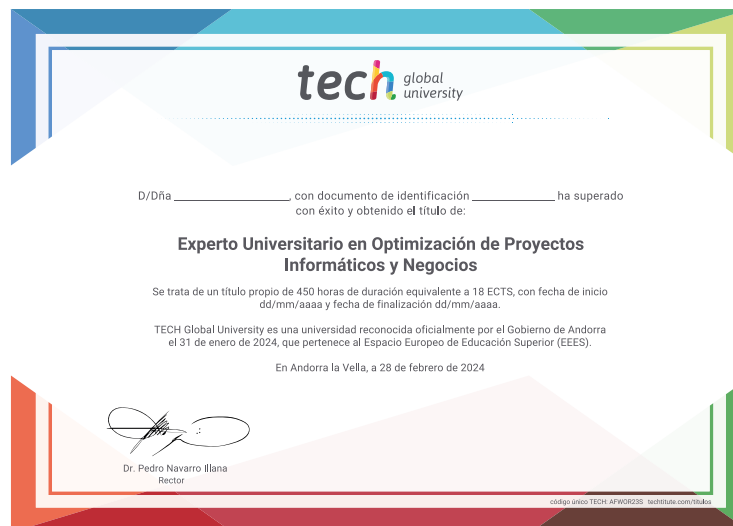 tech global university
D/Dña ______________, con documento de identificación ______________ ha superado
con éxito y obtenido el título de:
Experto Universitario en Optimización de Proyectos
Informáticos y Negocios
Se trata de un título propio de 450 horas de duración equivalente a 18 ECTS, con fecha de inicio
dd/mm/aaaa y fecha de finalización dd/mm/aaaa.
TECH Global University es una universidad reconocida oficialmente por el Gobierno de Andorra
el 31 de enero de 2024, que pertenece al Espacio Europeo de Educación Superior (EEES).
En Andorra la Vella, a 28 de febrero de 2024
Dr. Pedro Navarro Illana
Rector
código único TECH: AFWOR23S techtitute.com/titulos